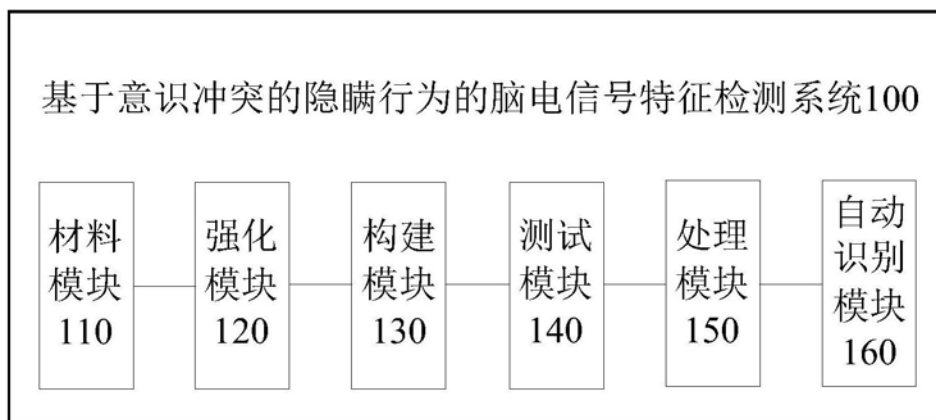 基于意识冲突的隐瞒行为的脑电信号特征检测系统100
材料
模块
110
强化
模块
120
构建
模块
130
测试
模块
140
处理
模块
150
自动
识别
模块
160